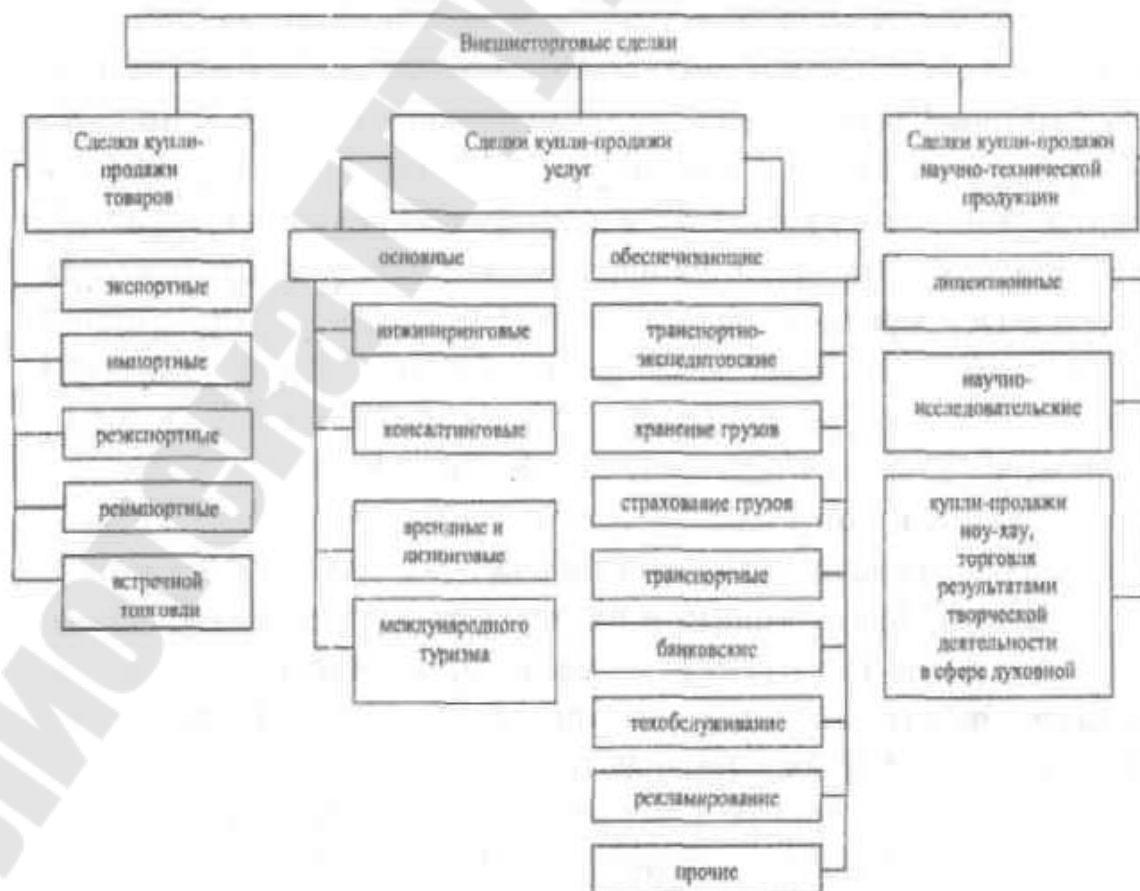 Внешнеторговые сделки
Сделки купли-
продажи
товаров
экспортные
импортные
реэкспортные
реимпортные
встречной
торговли
Сделки купли-продажи
услуг
основные
инжиниринговые
консалтинговые
арендные и
лизинговые
международного
туризма
обеспечивающие
транспортно-
экспедиторские
хранение грузов
страхование грузов
транспортные
банковские
техобслуживание
рекламирование
прочие
Сделки купли-продажи
научно-технической
продукции
лицензионные
научно-
исследовательские
купли-продажи
ноу-хау,
торговля
результатами
творческой
деятельности
в сфере духовной